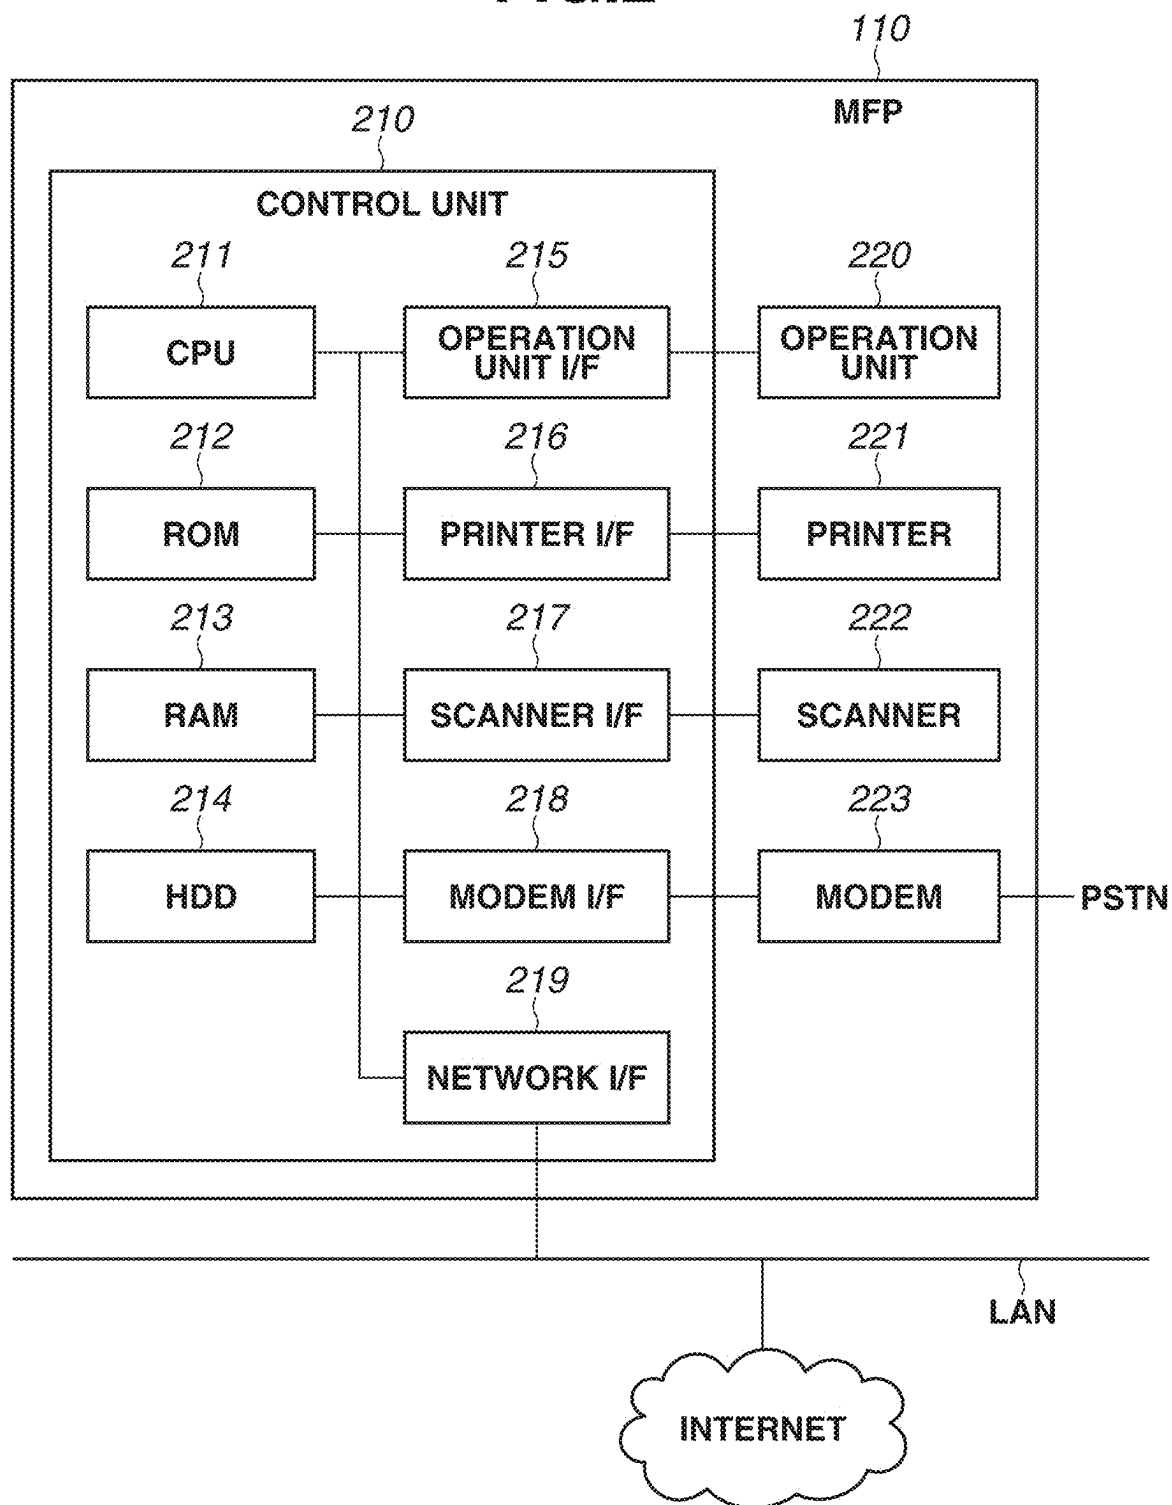 110
MFP
210
CONTROL UNIT
211
215
220
CPU
OPERATION
UNIT I/F
OPERATION
UNIT
212
216
221
ROM
PRINTER I/F
PRINTER
213
217
222
RAM
SCANNER I/F
SCANNER
214
218
223
HDD
MODEM I/F
MODEM
PSTN
219
NETWORK I/F
LAN
INTERNET